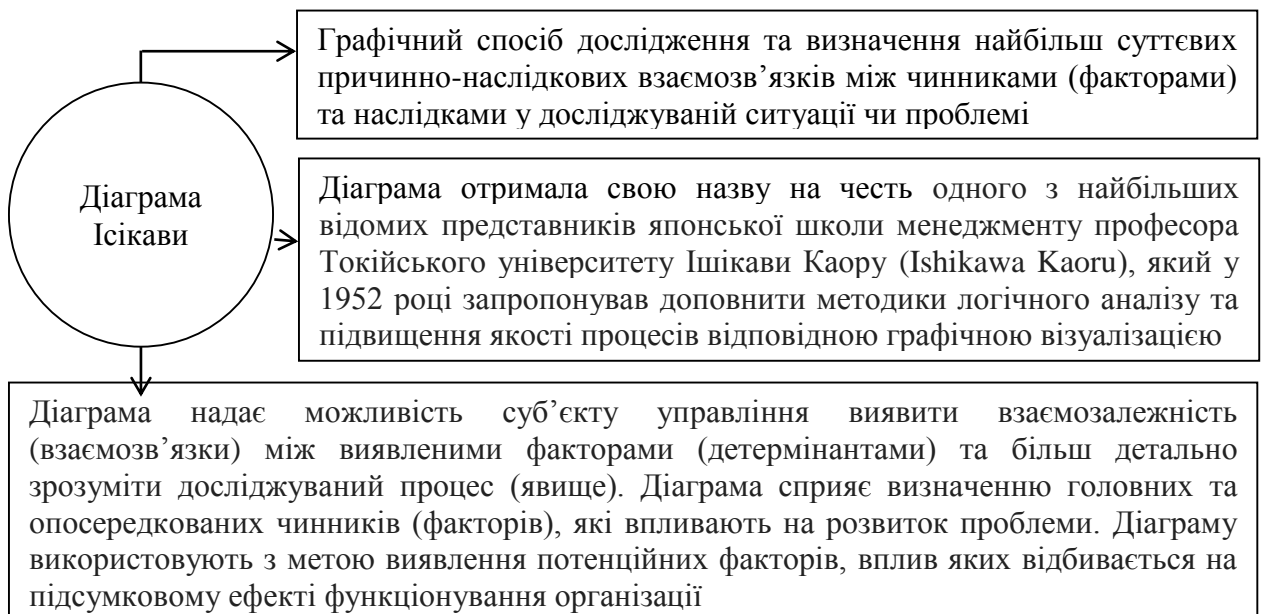 Графічний спосіб дослідження та визначення найбільш суттєвих
причинно-наслідкових взаємозв’язків між чинниками (факторами)
та наслідками у досліджуваній ситуації чи проблемі
Діаграма
Ісікави
Діаграма отримала свою назву на честь одного з найбільших
відомих представників японської школи менеджменту професора
Токійського університету Ішікави Каору (Ishikawa Kaoru), який у
1952 році запропонував доповнити методики логічного аналізу та
підвищення якості процесів відповідною графічною візуалізацією
Діаграма надає можливість суб’єкту управління виявити взаємозалежність
(взаємозв’язки) між виявленими факторами (детермінантами) та більш детально
зрозуміти досліджуваний процес (явище). Діаграма сприяє визначенню головних та
опосередкованих чинників (факторів), які впливають на розвиток проблеми. Діаграму
використовують з метою виявлення потенційних факторів, вплив яких відбивається на
підсумковому ефекті функціонування організації